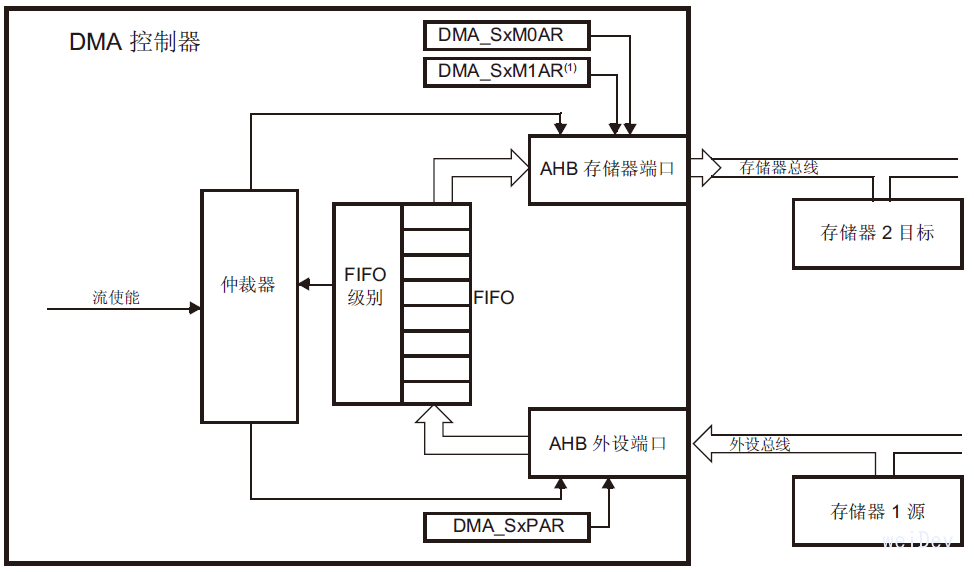 DMA 控制器
DMA_SxM0AR
DMA_SxM1AR(1)
AHB 存储器端口
存储器总线
存储器 2 目标
仲裁器
FIFO
级别
FIFO
流使能
AHB 外设端口
外设总线
DMA_SxPAR
存储器 1 源
weiDev